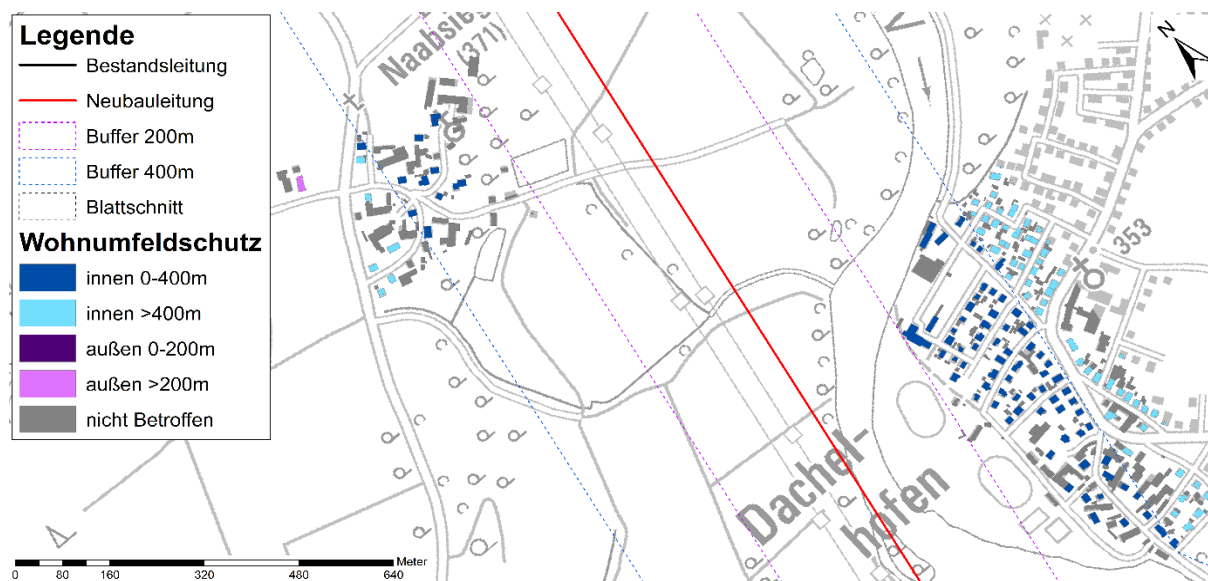 Legende
Bestandsleitung
Neubauleitung
Buffer 200m
Buffer 400m
Blattschnitt
Wohnumfeldschutz
innen 0-400m
innen >400m
außen 0-200m
außen >200m
nicht Betroffen
(371)
N
353
Dachel-
hofen
0 80 160 320 480 640 Meter